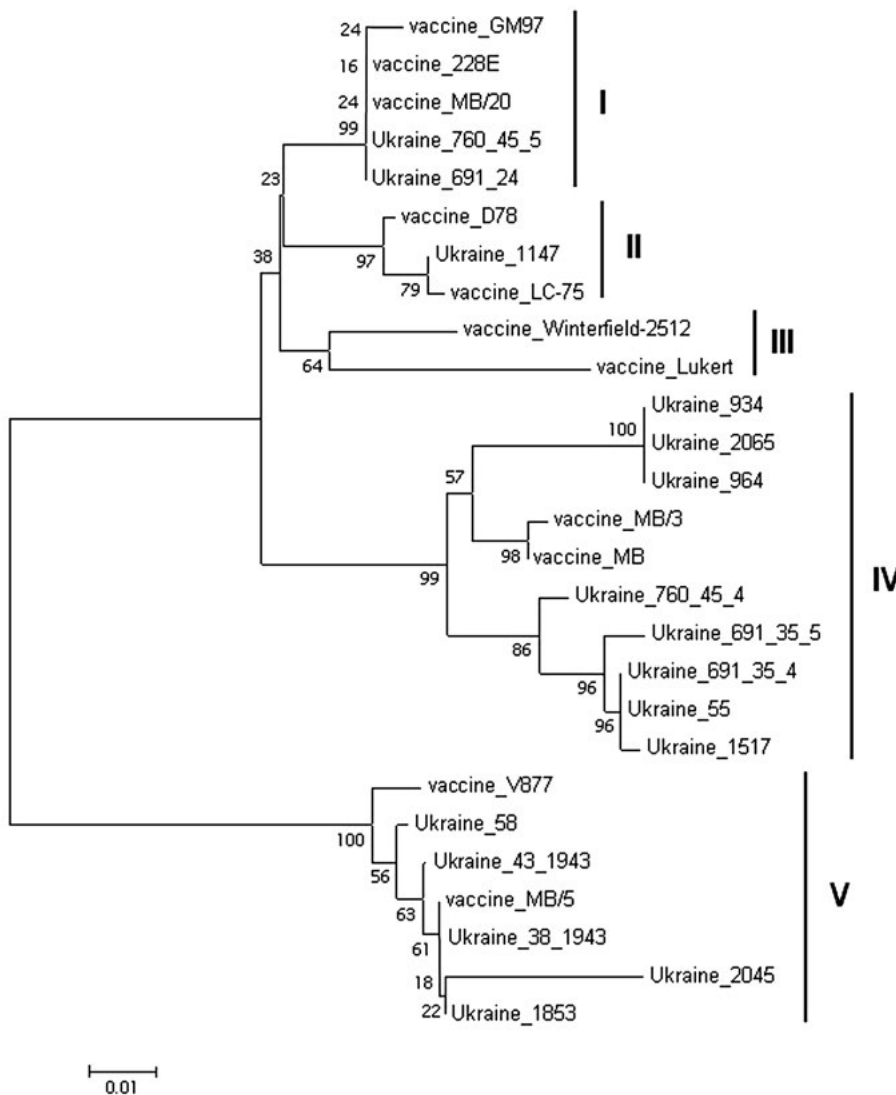 vaccine_GM97
24
vaccine_228E
16
vaccine_MB/20
24
I
99
Ukraine_760_45_5
Ukraine_691_24
23
vaccine_D78
Ukraine_1147
II
38
97
79
vaccine_LC-75
vaccine_Winterfield-2512
III
64
vaccine_Lukert
Ukraine_934
100
Ukraine_2065
57
Ukraine_964
vaccine_MB/3
98
vaccine_MB
99
IV
Ukraine_760_45_4
86
Ukraine_691_35_5
96
Ukraine_691_35_4
96
Ukraine_55
Ukraine_1517
vaccine_V877
100
Ukraine_58
56
Ukraine_43_1943
63
vaccine_MB/5
V
61
Ukraine_38_1943
18
Ukraine_2045
22
Ukraine_1853
0.01